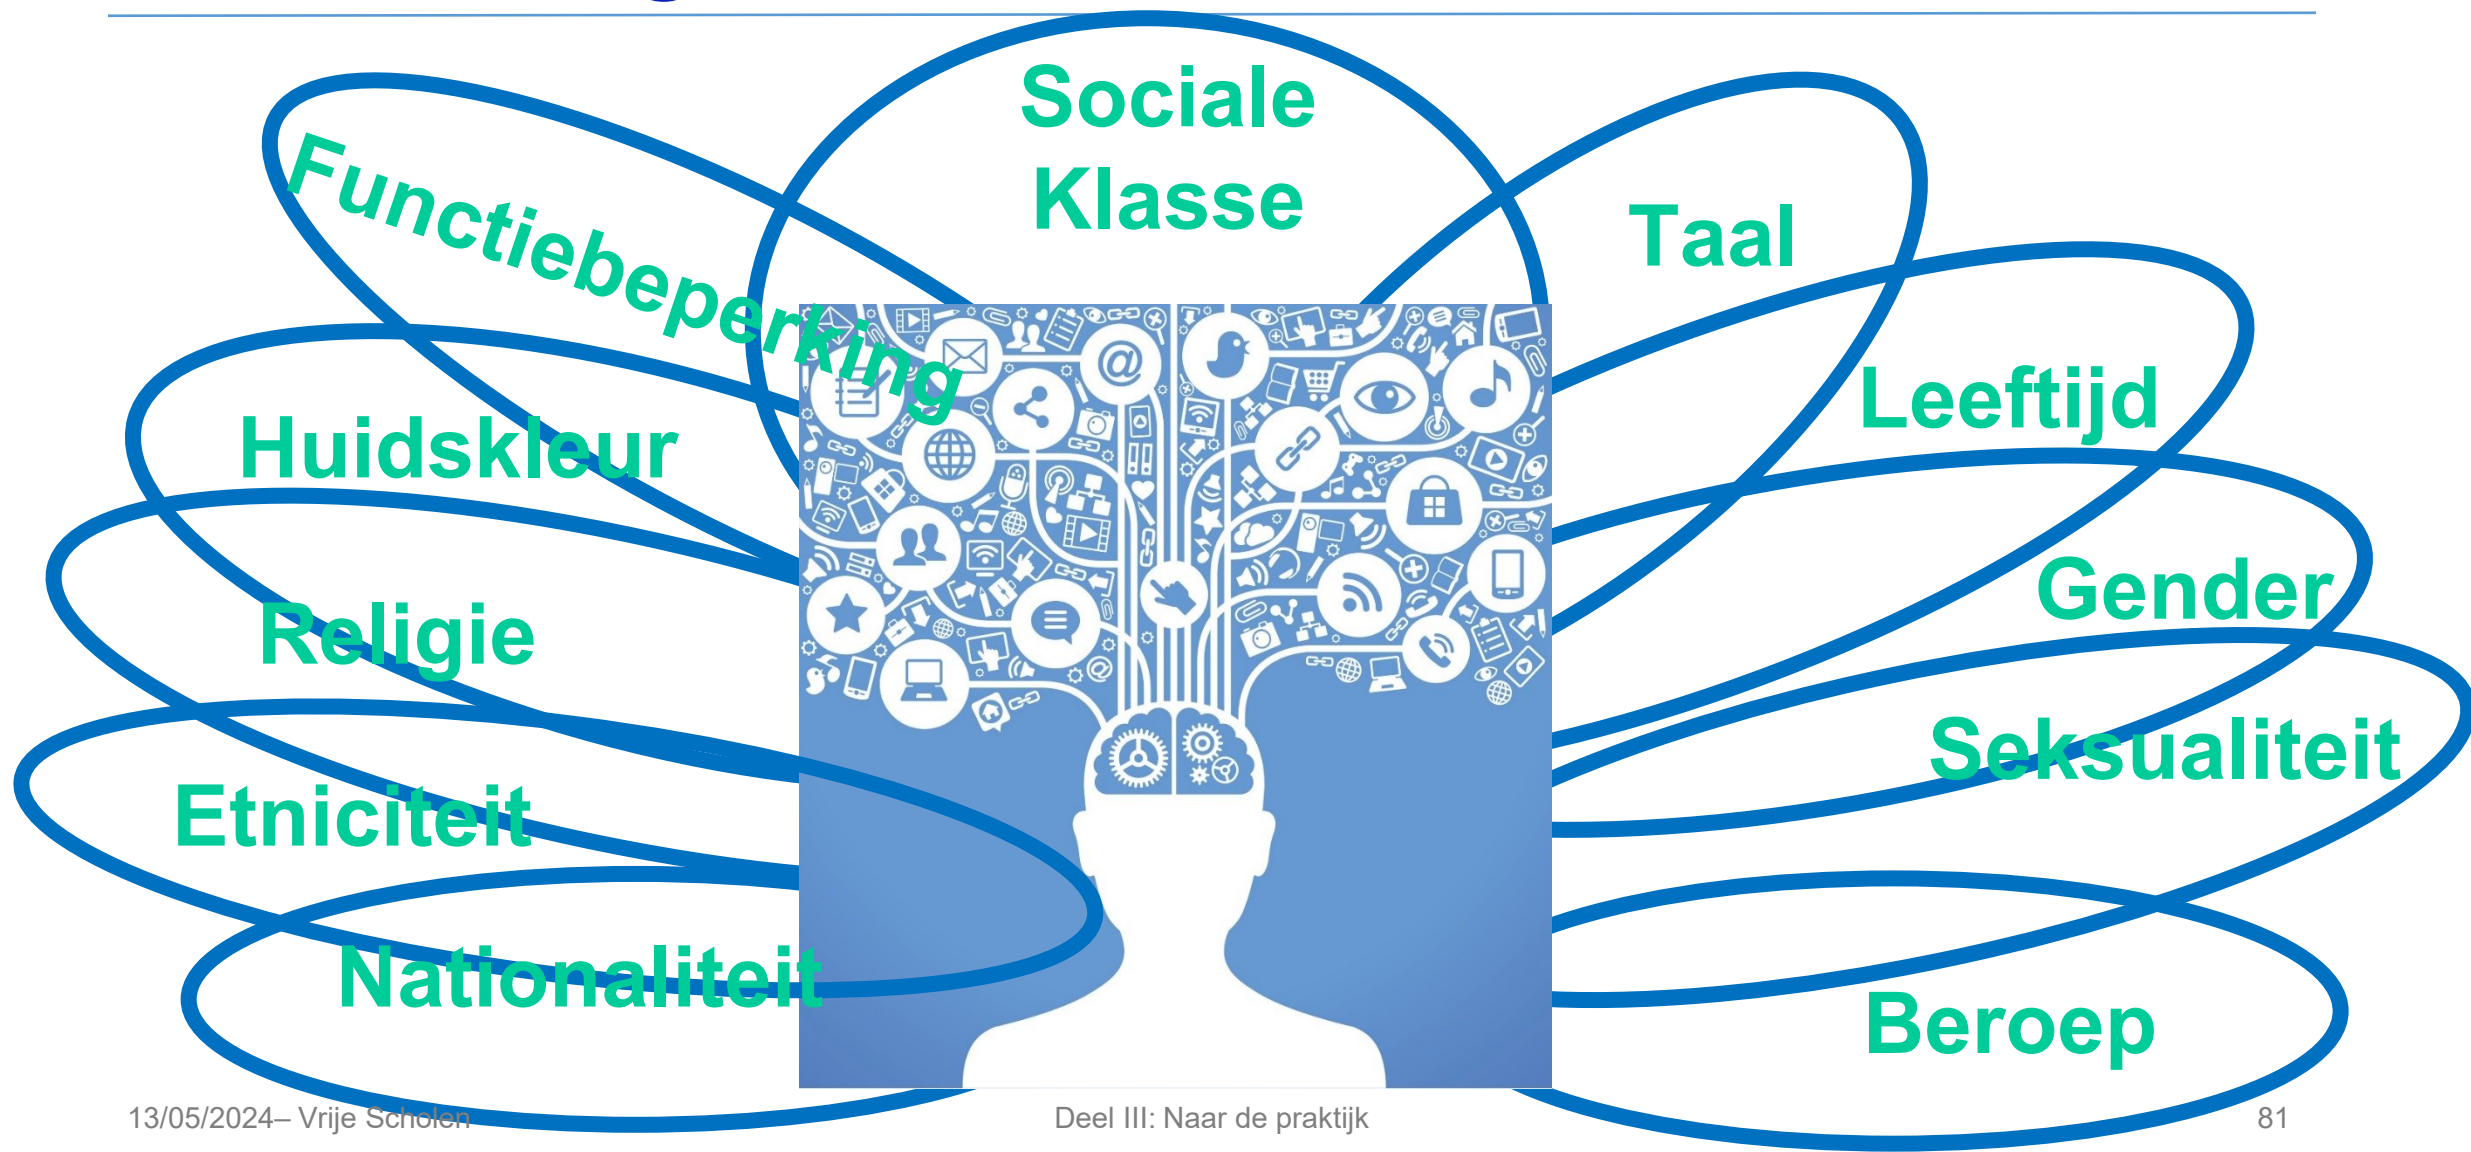 Sociale
Klasse
Functiebeperking
Taal
Huidskleur
Leeftijd
Religie
Gender
Etniciteit
Seksualiteit
Nationaliteit
Beroep
@
@
13/05/2024– Vrije Scholen
Deel III: Naar de praktijk
81